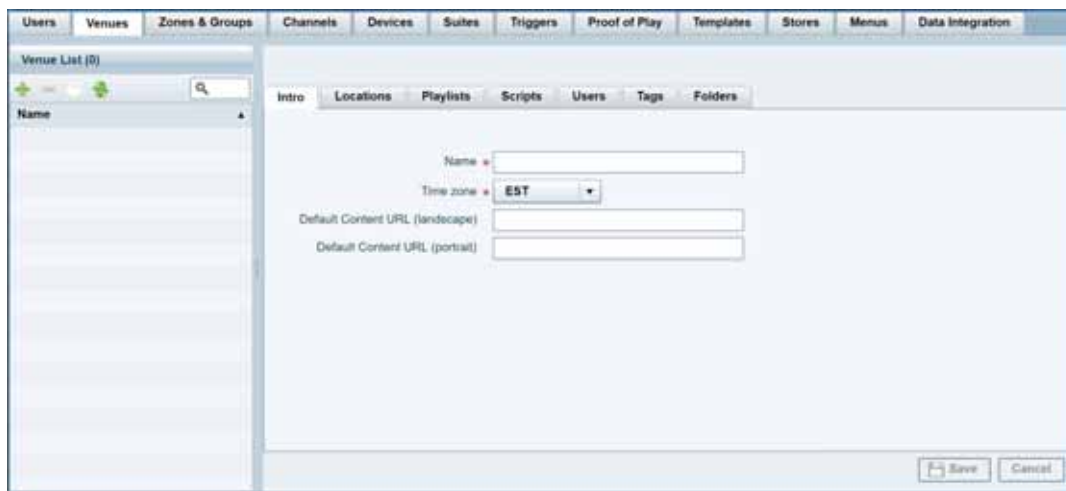 Users Venues Zones & Groups Channels Devices Suites Triggers Proof of Play Templates Stores Menus Data Integration
Venue List (0)
Intro Locations Playlists Scripts Users Tags Folders
Name
Name *
Time zone * EST
Default Content URL (landscape)
Default Content URL (portrait)
Save Cancel